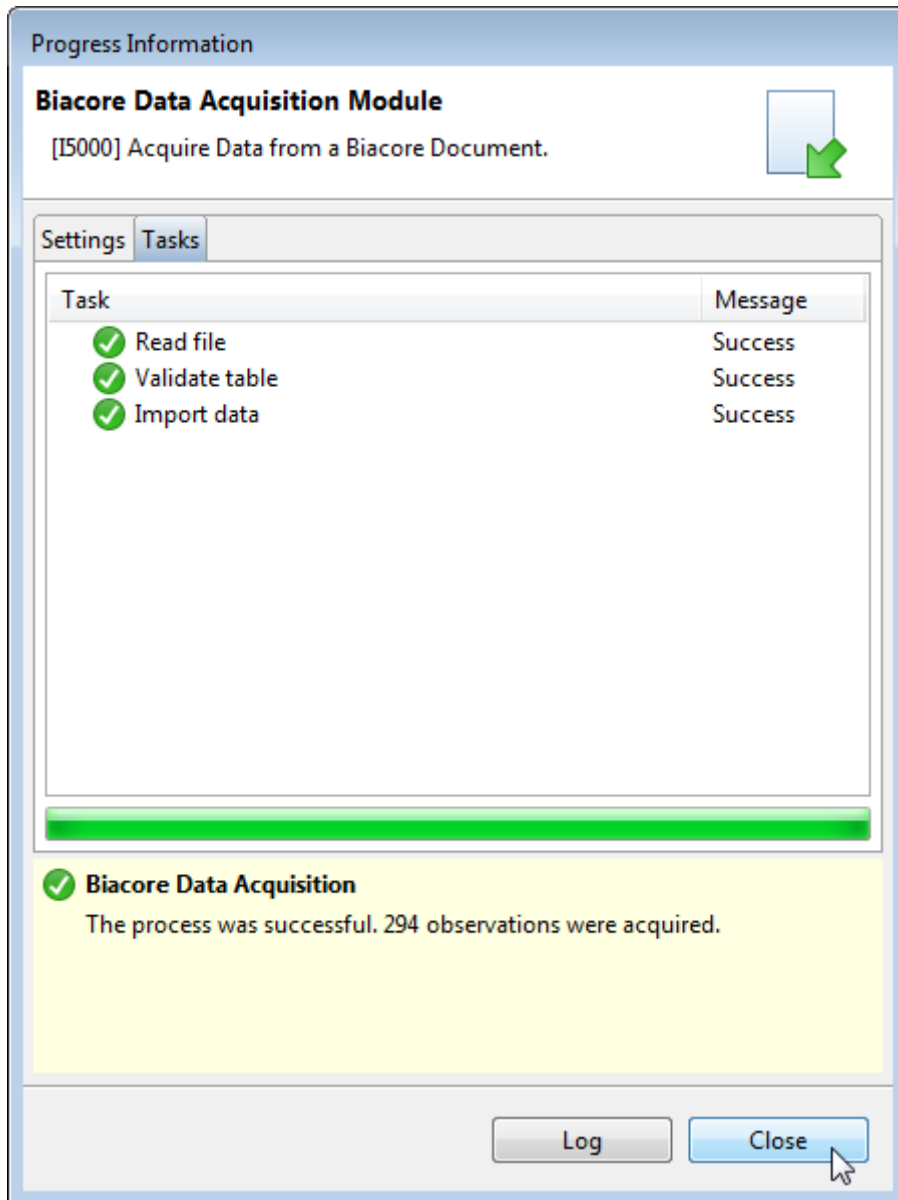 Progress Information
Biacore Data Acquisition Module
[I5000] Acquire Data from a Biacore Document.
Settings Tasks
Task Message
Read file Success
Validate table Success
Import data Success
Biacore Data Acquisition
The process was successful. 294 observations were acquired.
Log Close